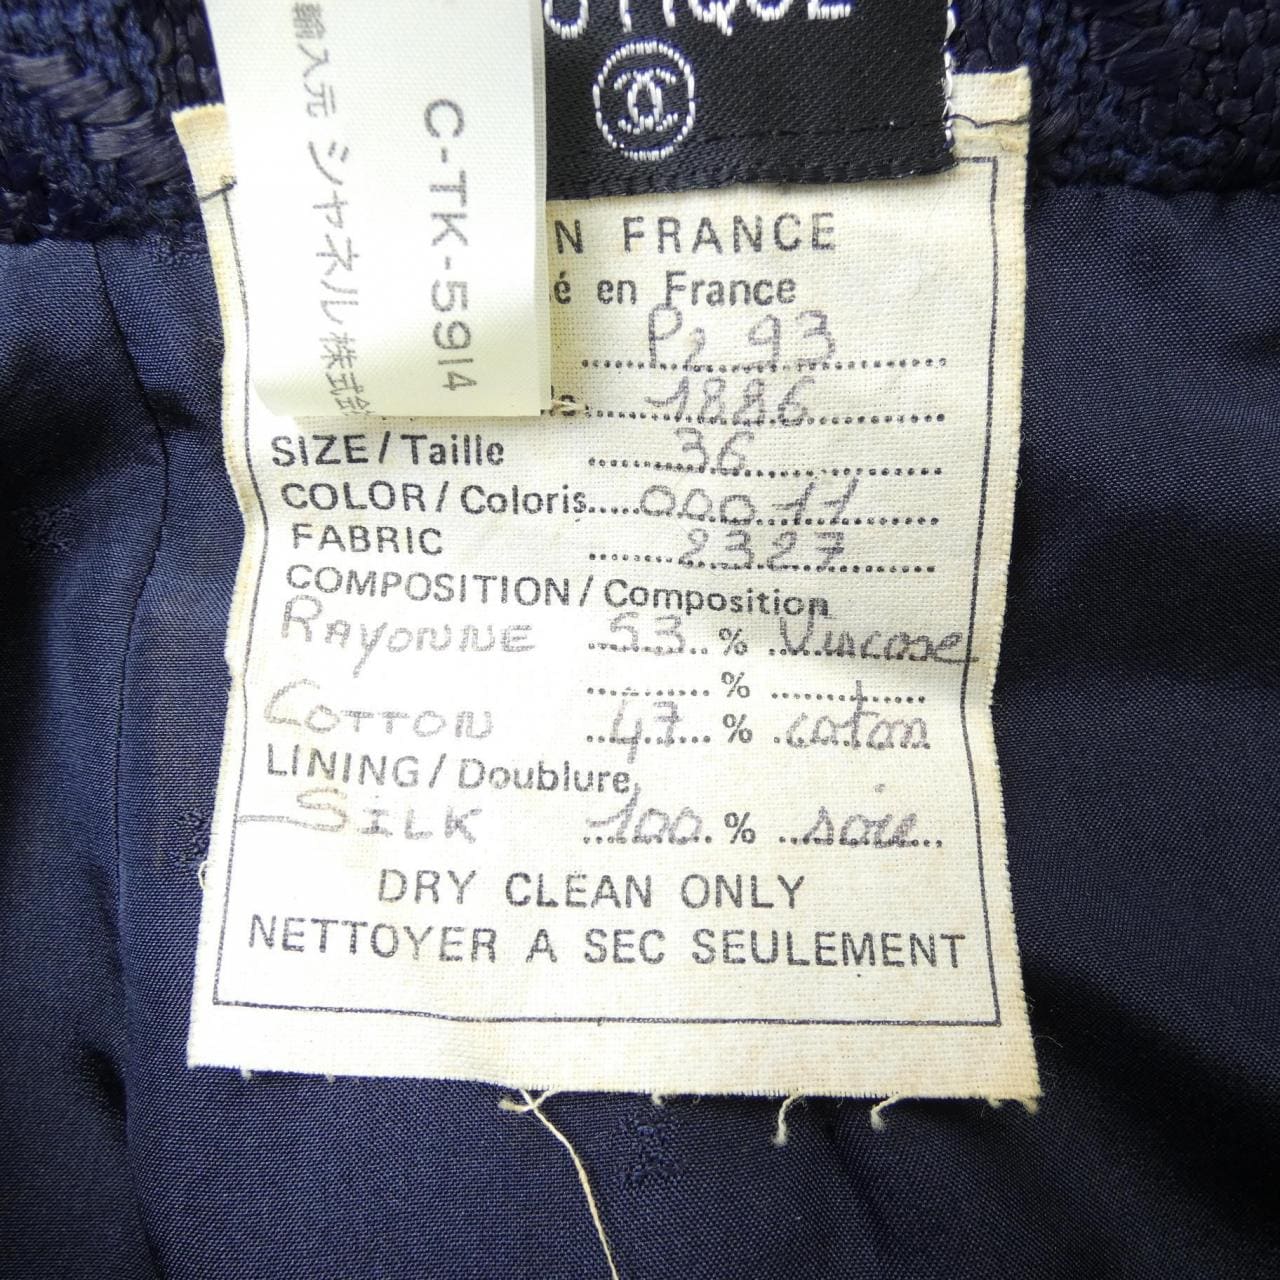 C-TK-5914
輸入元 シャネル株式
N FRANCE
é en France
P2 93
1886
SIZE / Taille 36
COLOR / Coloris 00011
FABRIC 2327
COMPOSITION / Composition
RAYONNE 53 % Viscose
%
COTTON 47 % coton
LINING / Doublure
SILK 100 % soie
DRY CLEAN ONLY
NETTOYER A SEC SEULEMENT